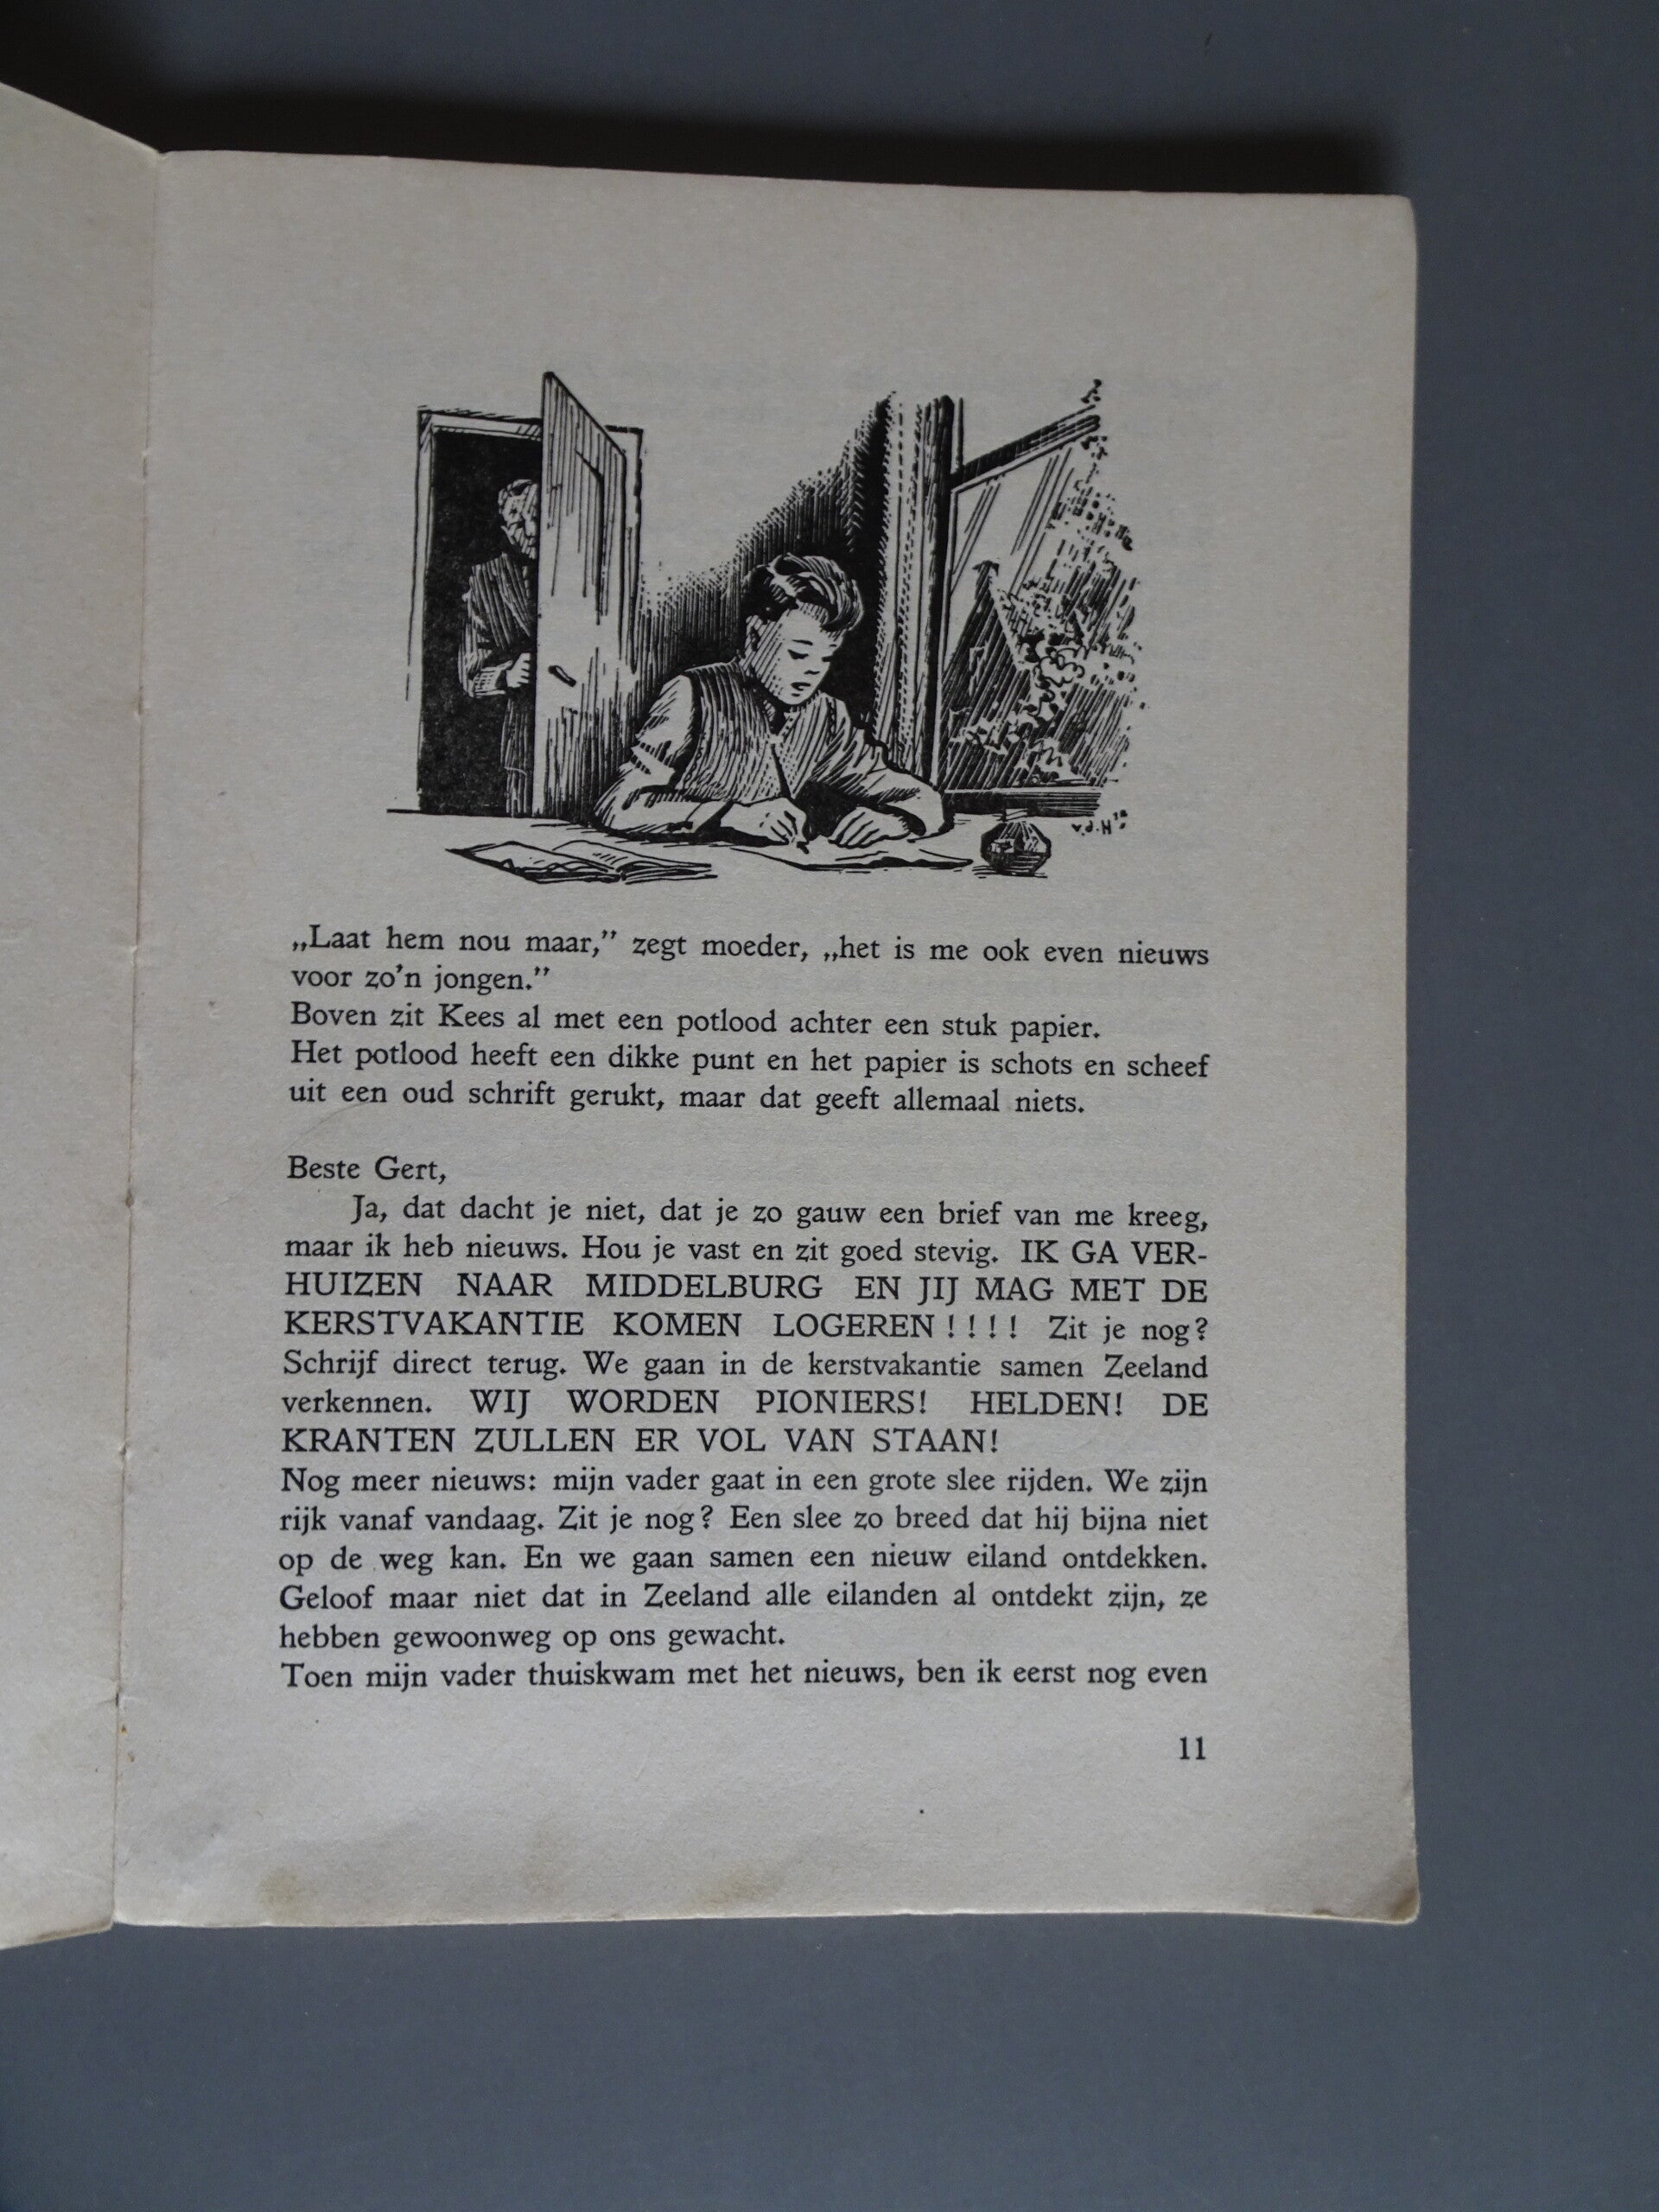 v.d.H.
„Laat hem nou maar,” zegt moeder, „het is me ook even nieuws
voor zo’n jongen.”
Boven zit Kees al met een potlood achter een stuk papier.
Het potlood heeft een dikke punt en het papier is schots en scheef
uit een oud schrift gerukt, maar dat geeft allemaal niets.
Beste Gert,
Ja, dat dacht je niet, dat je zo gauw een brief van me kreeg,
maar ik heb nieuws. Hou je vast en zit goed stevig. IK GA VER-
HUIZEN NAAR MIDDELBURG EN JIJ MAG MET DE
KERSTVAKANTIE KOMEN LOGEREN!!!! Zit je nog?
Schrijf direct terug. We gaan in de kerstvakantie samen Zeeland
verkennen. WIJ WORDEN PIONIERS! HELDEN! DE
KRANTEN ZULLEN ER VOL VAN STAAN!
Nog meer nieuws: mijn vader gaat in een grote slee rijden. We zijn
rijk vanaf vandaag. Zit je nog? Een slee zo breed dat hij bijna niet
op de weg kan. En we gaan samen een nieuw eiland ontdekken.
Geloof maar niet dat in Zeeland alle eilanden al ontdekt zijn, ze
hebben gewoonweg op ons gewacht.
Toen mijn vader thuiskwam met het nieuws, ben ik eerst nog even
11